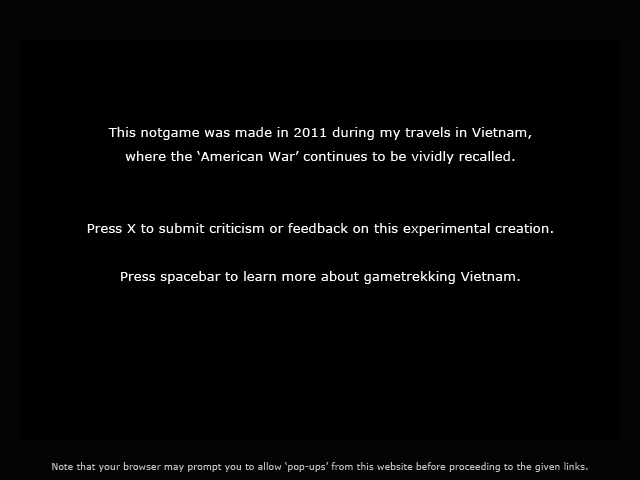 This notgame was made in 2011 during my travels in Vietnam,
where the ‘American War’ continues to be vividly recalled.
Press X to submit criticism or feedback on this experimental creation.
Press spacebar to learn more about gametrekking Vietnam.
Note that your browser may prompt you to allow ‘pop-ups’ from this website before proceeding to the given links.